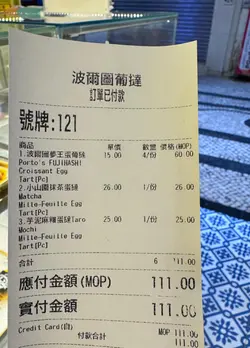 波爾圖葡撻
訂單已付款
號牌:121
商品 單價 數量 價格(MOP)
1.波爾圖夢王蛋葡撻 15.00 4/份 60.00
Porto's FUJIHASHI
Croissant Egg
Tart[Pc]
2.小山園抹茶蛋撻 26.00 1/份 26.00
Matcha
Mille-Feuille Egg
Tart[Pc]
3.芋泥麻糬蛋撻Taro 25.00 1/份 25.00
Mochi
Mille-Feuille Egg
Tart[Pc]
合計 6 111.00
應付金額(MOP) 111.00
實付金額 111.00
Credit Card(自) MOP 111.00
付款合計 111.00